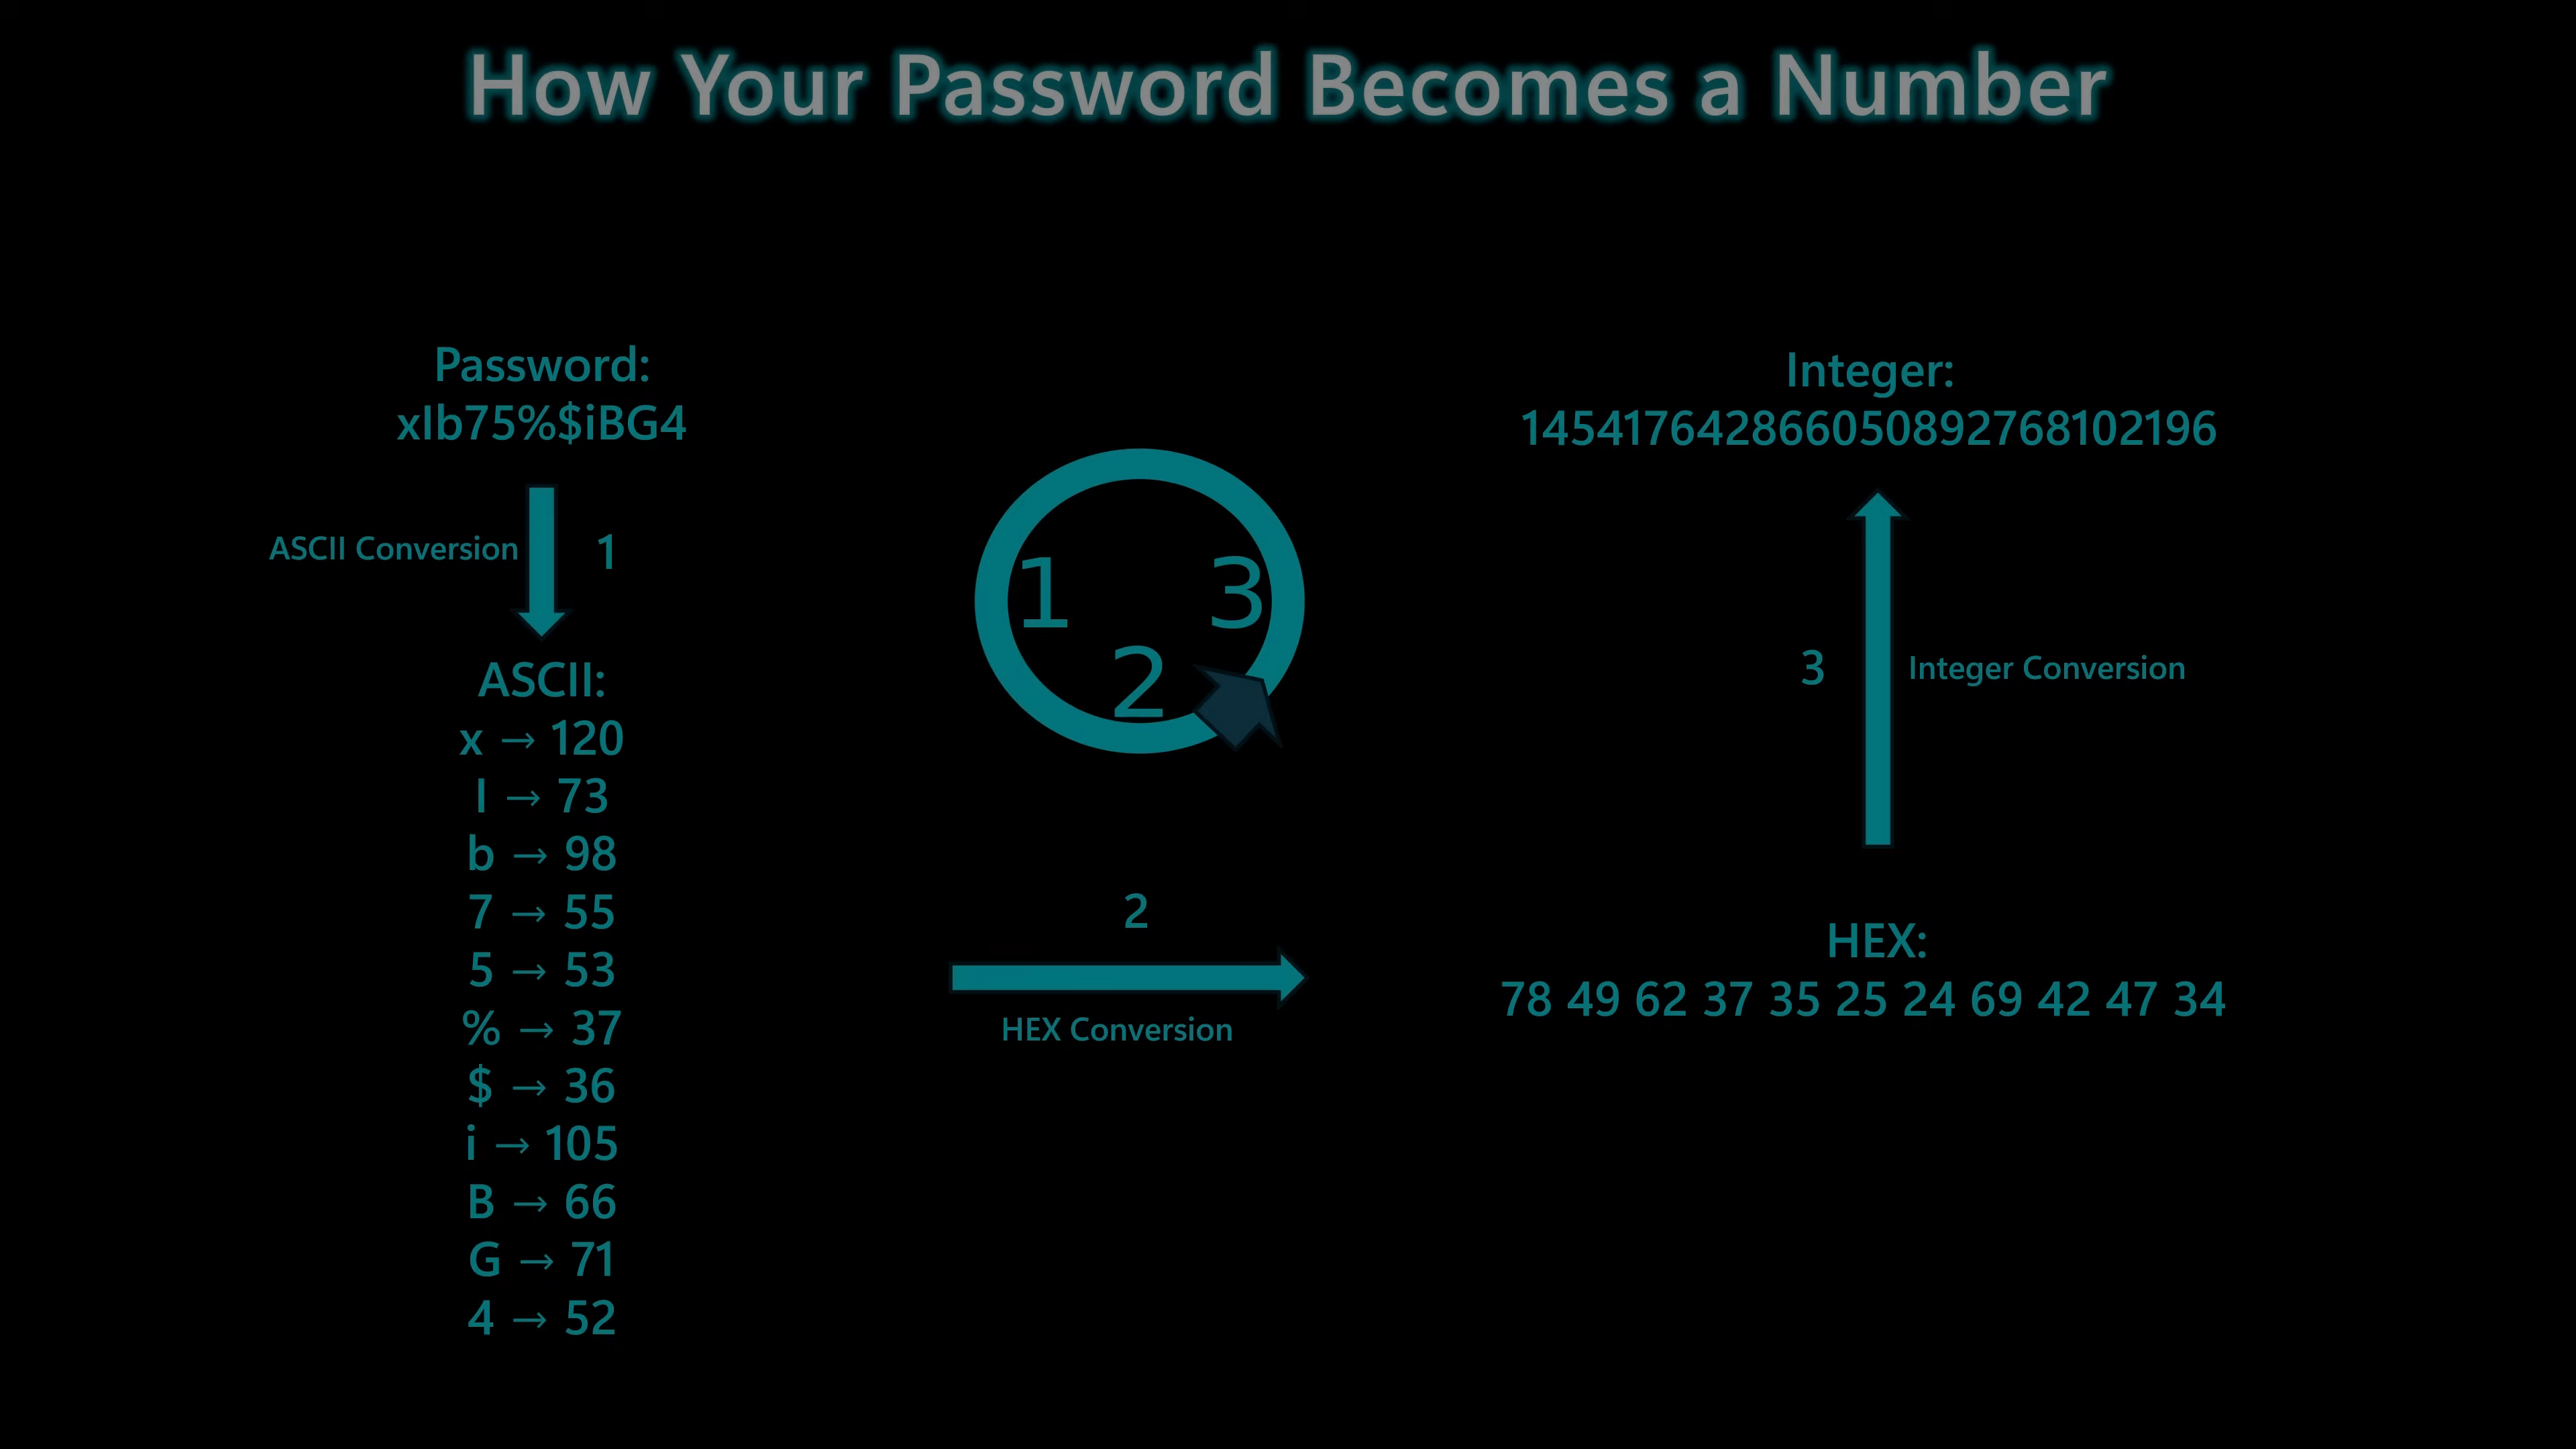 How Your Password Becomes a Number
Password:
xIb75%$iBG4
ASCII Conversion
1
ASCII:
x → 120
I → 73
b → 98
7 → 55
5 → 53
% → 37
$ → 36
i → 105
B → 66
G → 71
4 → 52
1
3
2
2
HEX Conversion
Integer:
145417642866050892768102196
3
Integer Conversion
HEX:
78 49 62 37 35 25 24 69 42 47 34